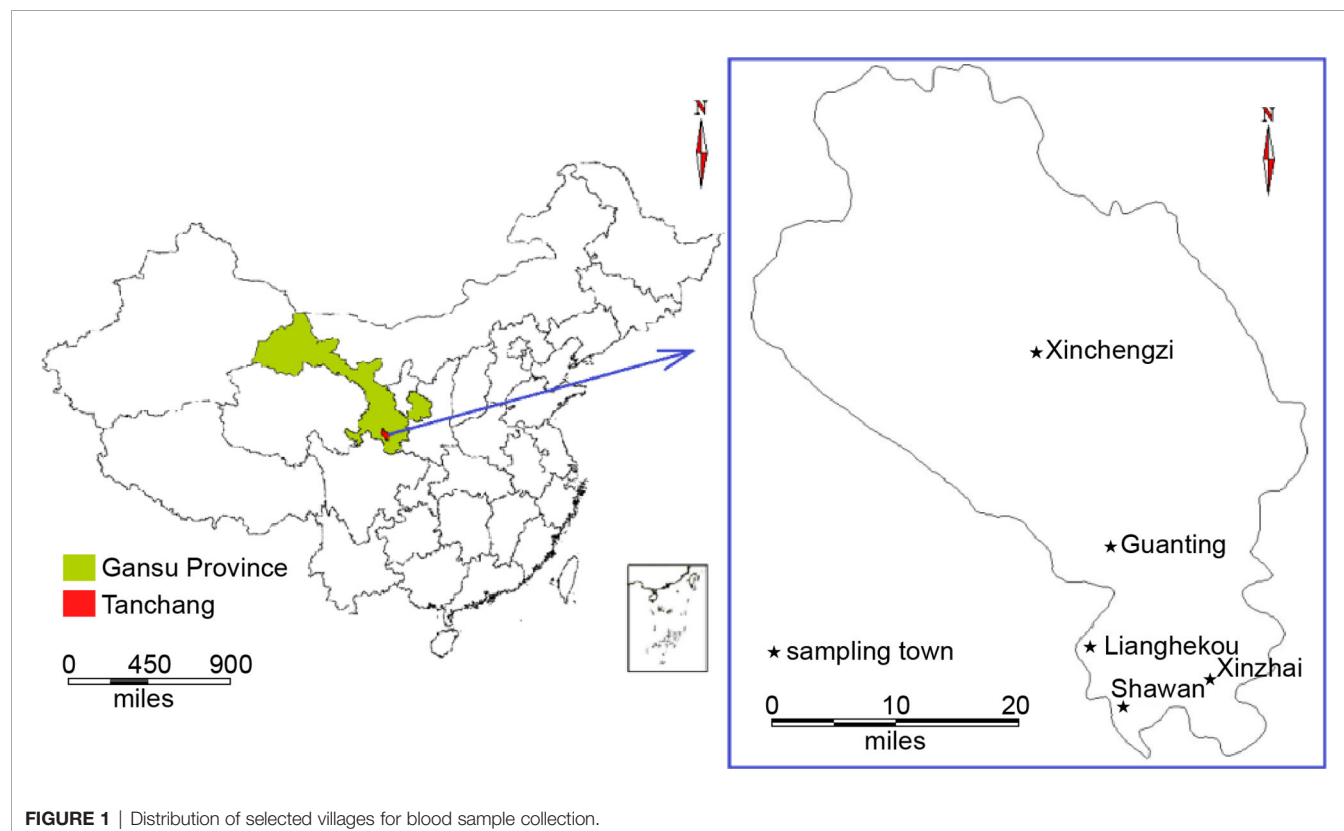 N
Gansu Province
Tanchang
0 450 900
miles
N
Xinchengzi
Guanting
Lianghekou
Xinzhai
Shawan
sampling town
0 10 20
miles
FIGURE 1 | Distribution of selected villages for blood sample collection.